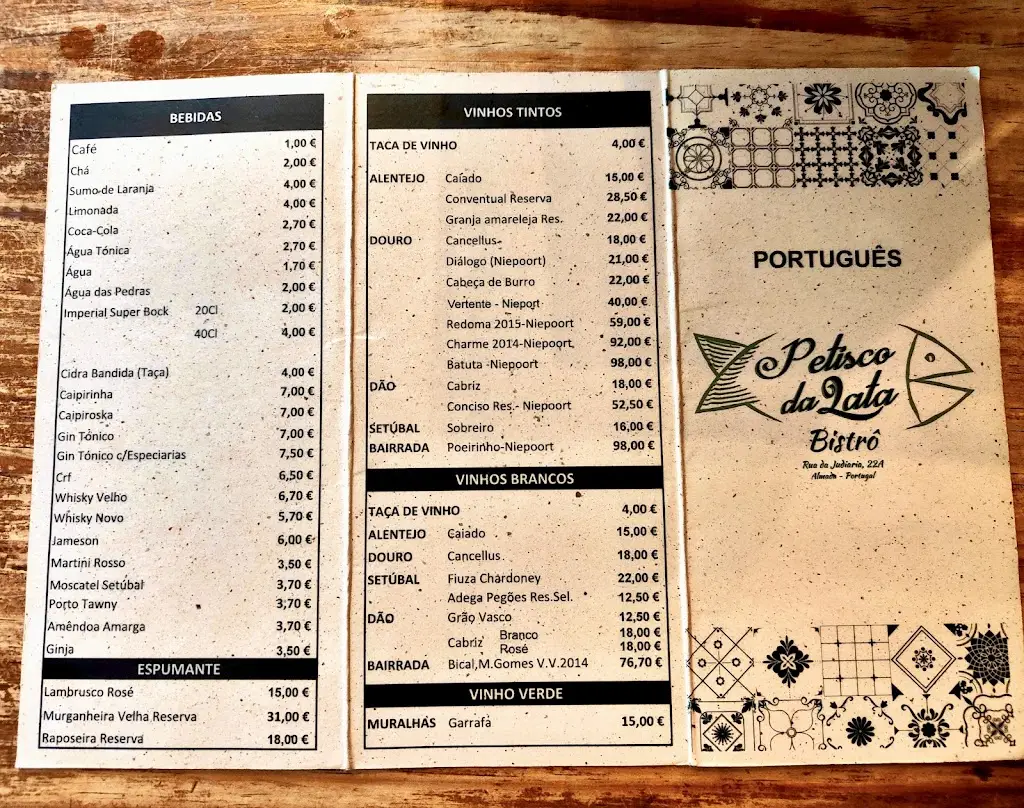 BEBIDAS
Café 1,00 €
Chá 2,00 €
Sumo de Laranja 4,00 €
Limonada 4,00 €
Coca-Cola 2,70 €
Água Tónica 2,70 €
Água 1,70 €
Água das Pedras 2,00 €
Imperial Super Bock 20Cl 2,00 €
40Cl 4,00 €
Cidra Bandida (Taça) 4,00 €
Caipirinha 7,00 €
Caipiroska 7,00 €
Gin Tónico 7,00 €
Gin Tónico c/Especiarias 7,50 €
Crf 6,50 €
Whisky Velho 6,70 €
Whisky Novo 5,70 €
Jameson 6,00 €
Martini Rosso 3,50 €
Moscatel Setúbal 3,70 €
Porto Tawny 3,70 €
Amêndoa Amarga 3,70 €
Ginja 3,50 €
ESPUMANTE
Lambrusco Rosé 15,00 €
Murganheira Velha Reserva 31,00 €
Raposeira Reserva 18,00 €
VINHOS TINTOS
TACA DE VINHO 4,00 €
ALENTEJO Caiado 15,00 €
Conventual Reserva 28,50 €
Granja amareleja Res. 22,00 €
DOURO Cancellus 18,00 €
Diálogo (Niepoort) 21,00 €
Cabeça de Burro 22,00 €
Vertente - Nieport 40,00 €
Redoma 2015-Niepoort 59,00 €
Charme 2014-Niepoort 92,00 €
Batuta -Niepoort 98,00 €
DÃO Cabriz 18,00 €
Conciso Res.- Niepoort 52,50 €
SETÚBAL Sobreiro 16,00 €
BAIRRADA Poeirinho-Niepoort 98,00 €
VINHOS BRANCOS
TAÇA DE VINHO 4,00 €
ALENTEJO Caiado 15,00 €
DOURO Cancellus 18,00 €
SETÚBAL Fiuza Chardoney 22,00 €
Adega Pegões Res.Sel. 12,50 €
DÃO Grão Vasco 12,50 €
Cabriz Branco 18,00 €
Rosé 18,00 €
BAIRRADA Bical,M.Gomes V.V.2014 76,70 €
VINHO VERDE
MURALHAS Garrafa 15,00 €
PORTUGUÊS
Petisco
da Lata
Bistrô
Rua da Judiaria, 22A
Almada - Portugal